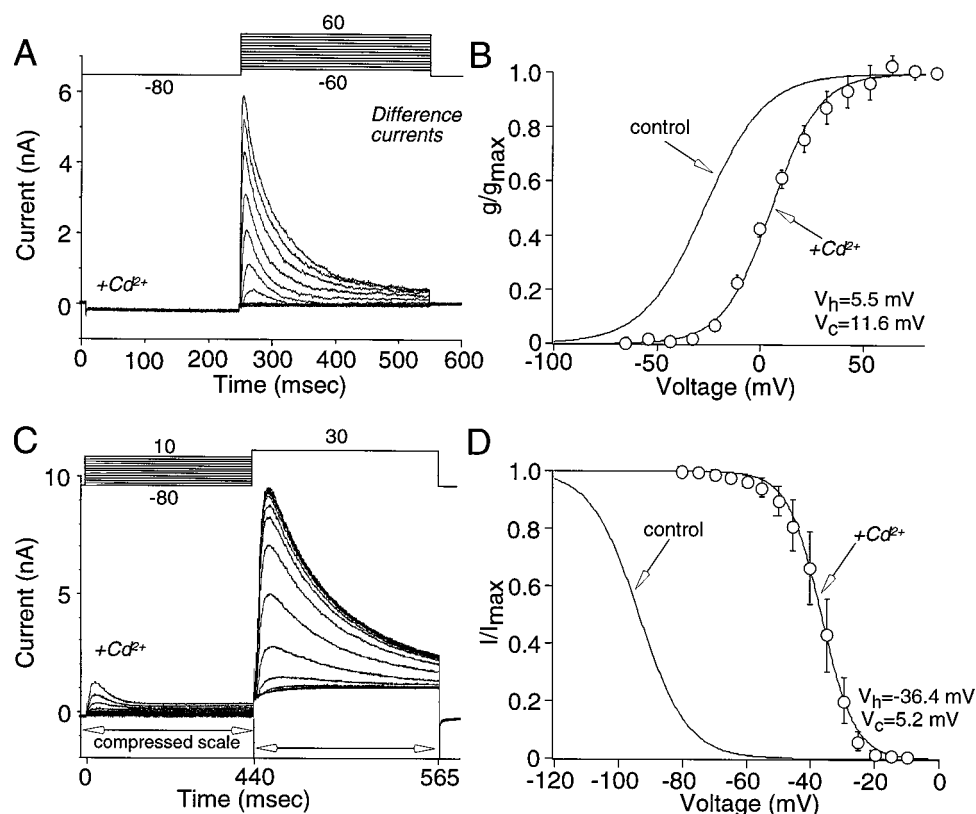 A
60
-80
-60
Difference
currents
Current (nA)
6
4
2
0
+Cd²⁺
0 100 200 300 400 500 600
Time (msec)
B
g/gmax
1.0
0.8
0.6
0.4
0.2
0
control
+Cd²⁺
Vh=5.5 mV
Vc=11.6 mV
-100 -50 0 50
Voltage (mV)
C
10
-80
30
Current (nA)
10
5
0
+Cd²⁺
compressed scale
0 440 565
Time (msec)
D
I/Imax
1.0
0.8
0.6
0.4
0.2
0
control
+Cd²⁺
Vh=-36.4 mV
Vc=5.2 mV
-120 -100 -80 -60 -40 -20 0
Voltage (mV)